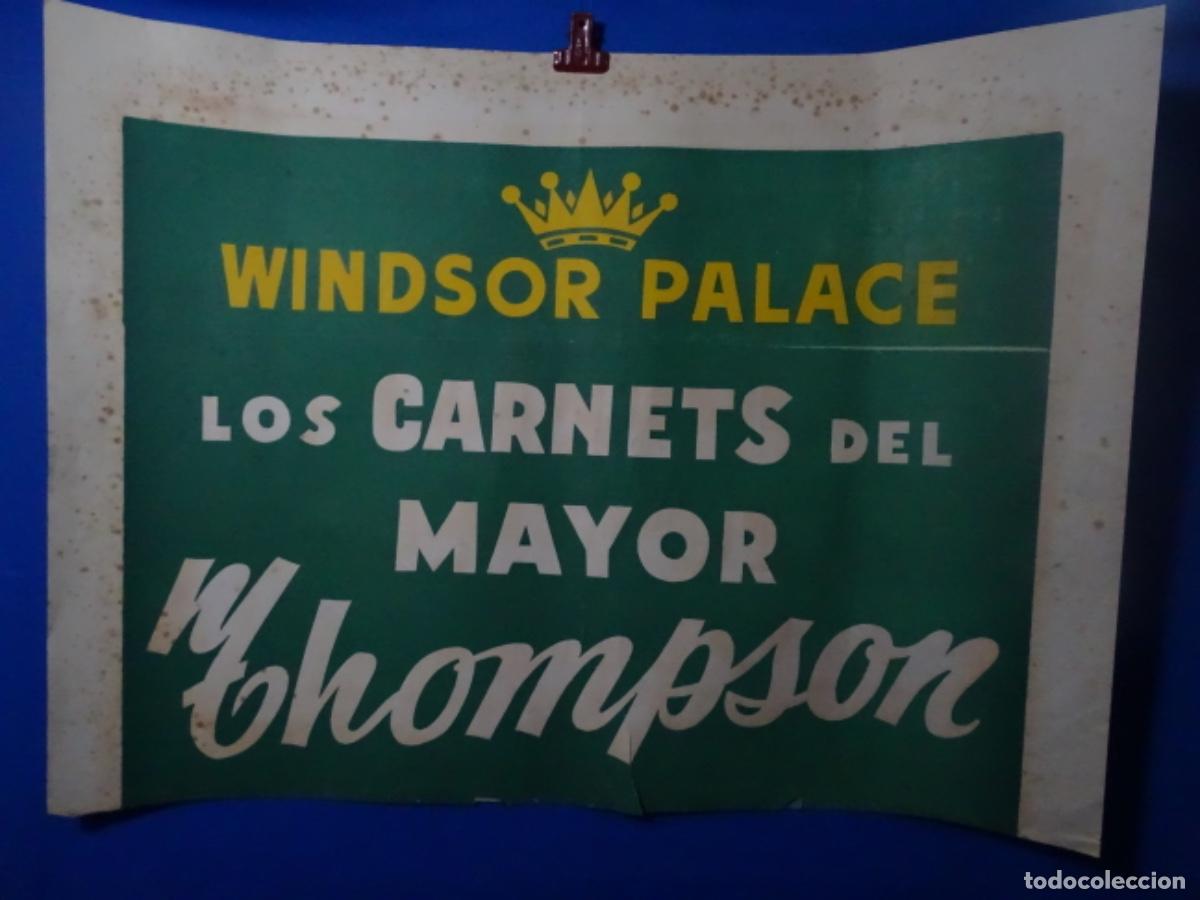 WINDSOR PALACE
LOS CARNETS DEL
MAYOR
Thompson
todocoleccion